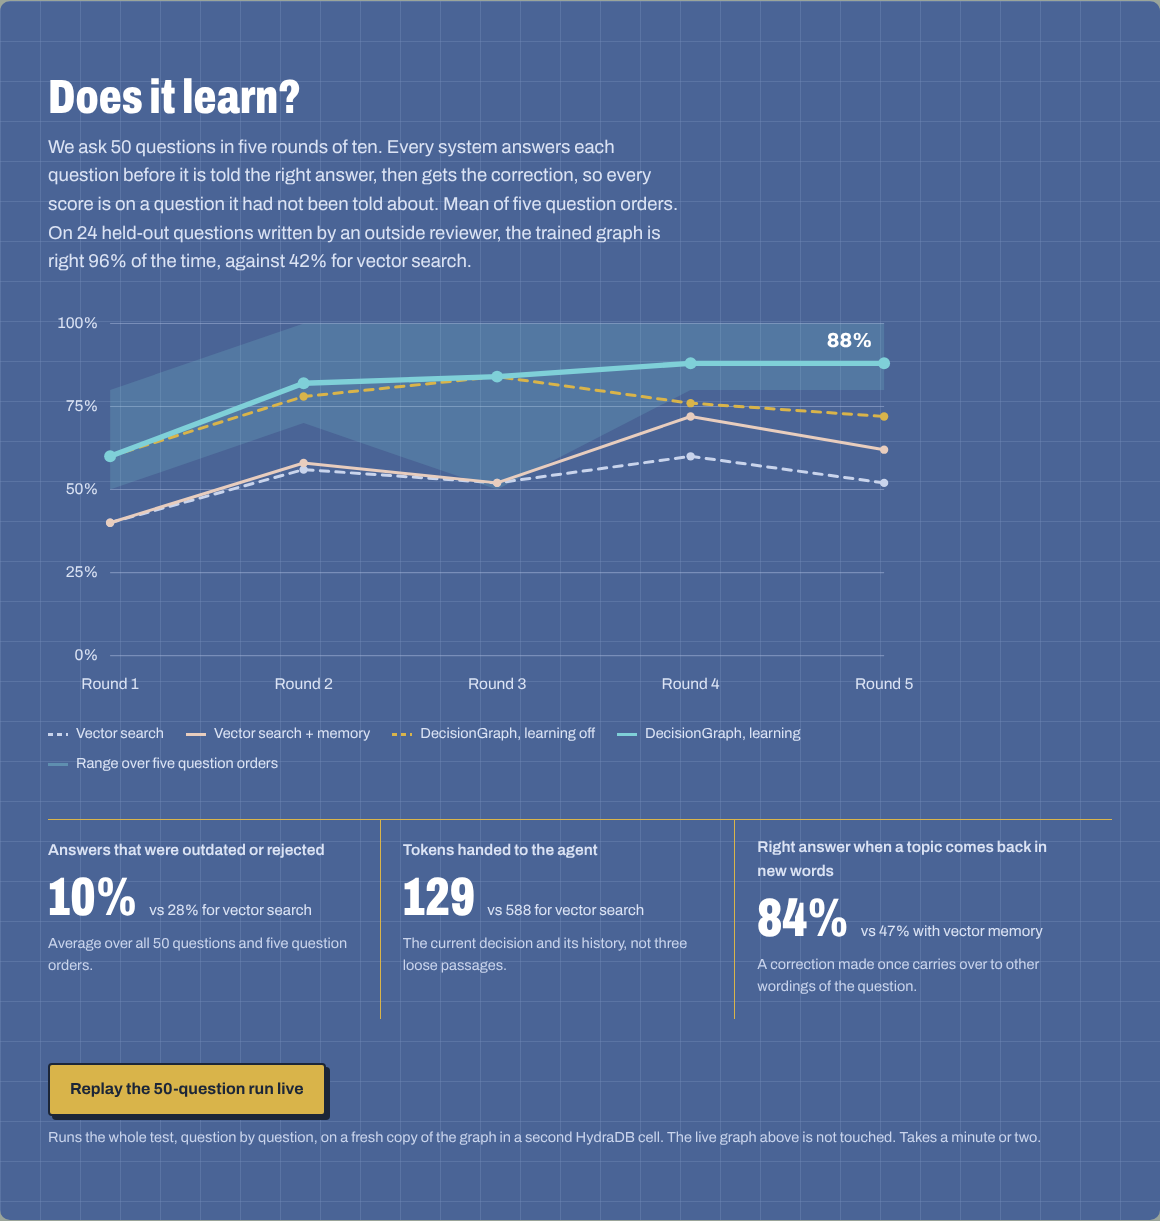 Does it learn?
We ask 50 questions in five rounds of ten. Every system answers each
question before it is told the right answer, then gets the correction, so every
score is on a question it had not been told about. Mean of five question orders.
On 24 held-out questions written by an outside reviewer, the trained graph is
right 96% of the time, against 42% for vector search.
100%
88%
75%
50%
25%
0%
Round 1 Round 2 Round 3 Round 4 Round 5
Vector search Vector search + memory DecisionGraph, learning off DecisionGraph, learning
Range over five question orders
Answers that were outdated or rejected
10% vs 28% for vector search
Average over all 50 questions and five question
orders.
Tokens handed to the agent
129 vs 588 for vector search
The current decision and its history, not three
loose passages.
Right answer when a topic comes back in
new words
84% vs 47% with vector memory
A correction made once carries over to other
wordings of the question.
Replay the 50-question run live
Runs the whole test, question by question, on a fresh copy of the graph in a second HydraDB cell. The live graph above is not touched. Takes a minute or two.